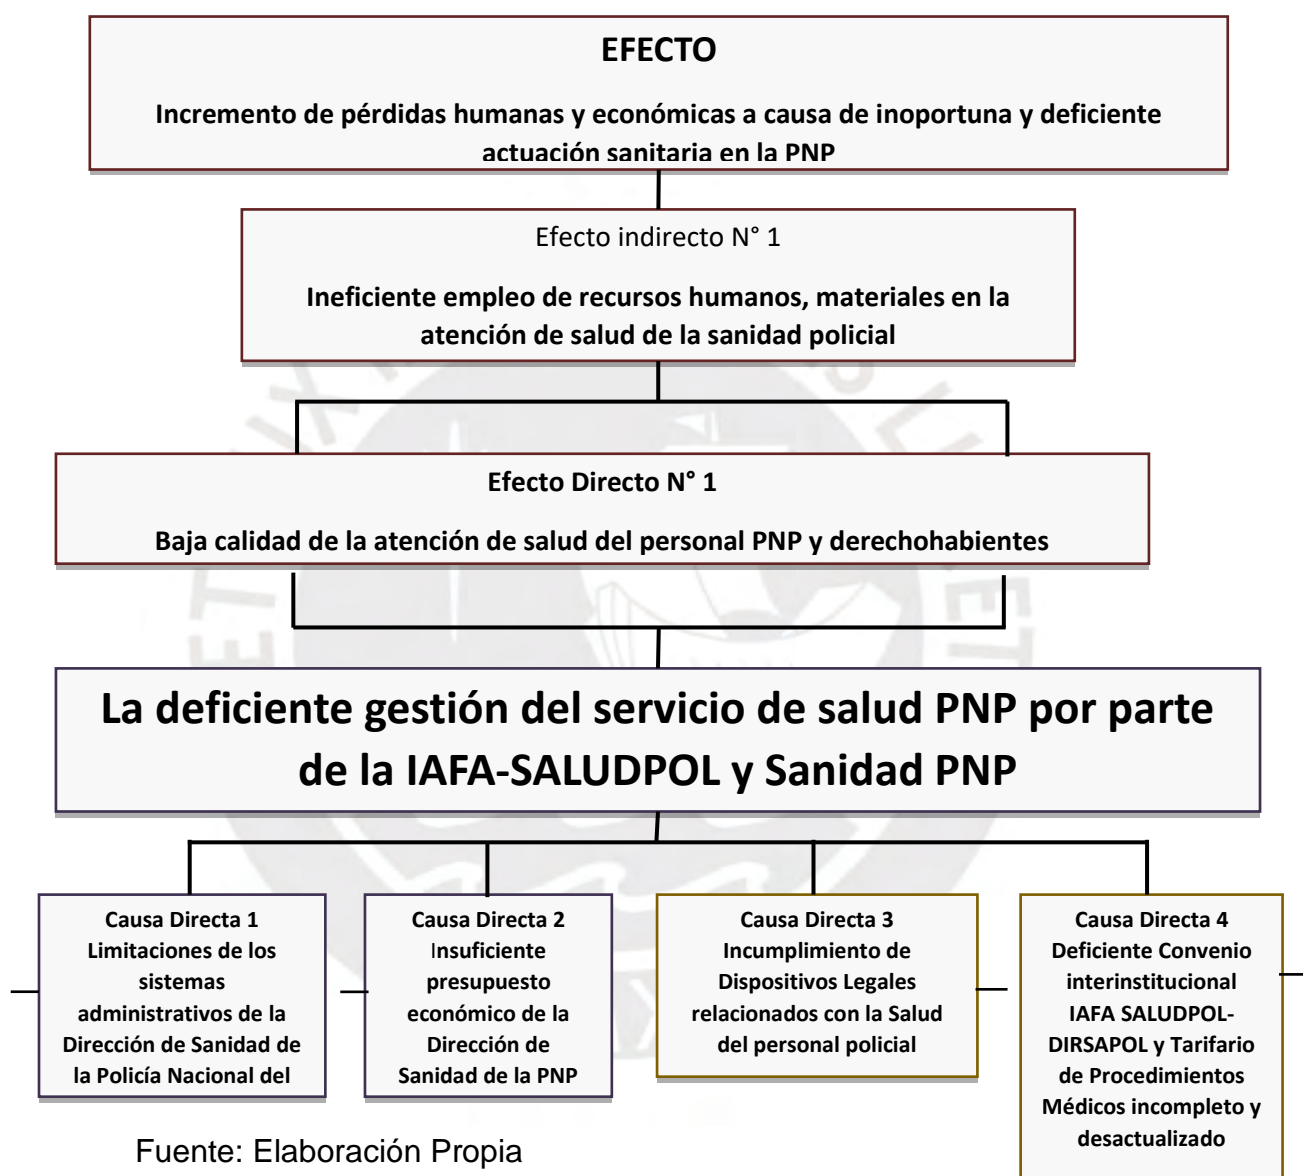 EFECTO
Incremento de pérdidas humanas y económicas a causa de inoportuna y deficiente
actuación sanitaria en la PNP
Efecto indirecto N° 1
Ineficiente empleo de recursos humanos, materiales en la
atención de salud de la sanidad policial
Efecto Directo N° 1
Baja calidad de la atención de salud del personal PNP y derechohabientes
La deficiente gestión del servicio de salud PNP por parte
de la IAFA-SALUDPOL y Sanidad PNP
Causa Directa 1
Limitaciones de los
sistemas
administrativos de la
Dirección de Sanidad de
la Policía Nacional del
Causa Directa 2
Insuficiente
presupuesto
económico de la
Dirección de
Sanidad de la PNP
Causa Directa 3
Incumplimiento de
Dispositivos Legales
relacionados con la Salud
del personal policial
Causa Directa 4
Deficiente Convenio
interinstitucional
IAFA SALUDPOL-
DIRSAPOL y Tarifario
de Procedimientos
Médicos incompleto y
desactualizado
Fuente: Elaboración Propia